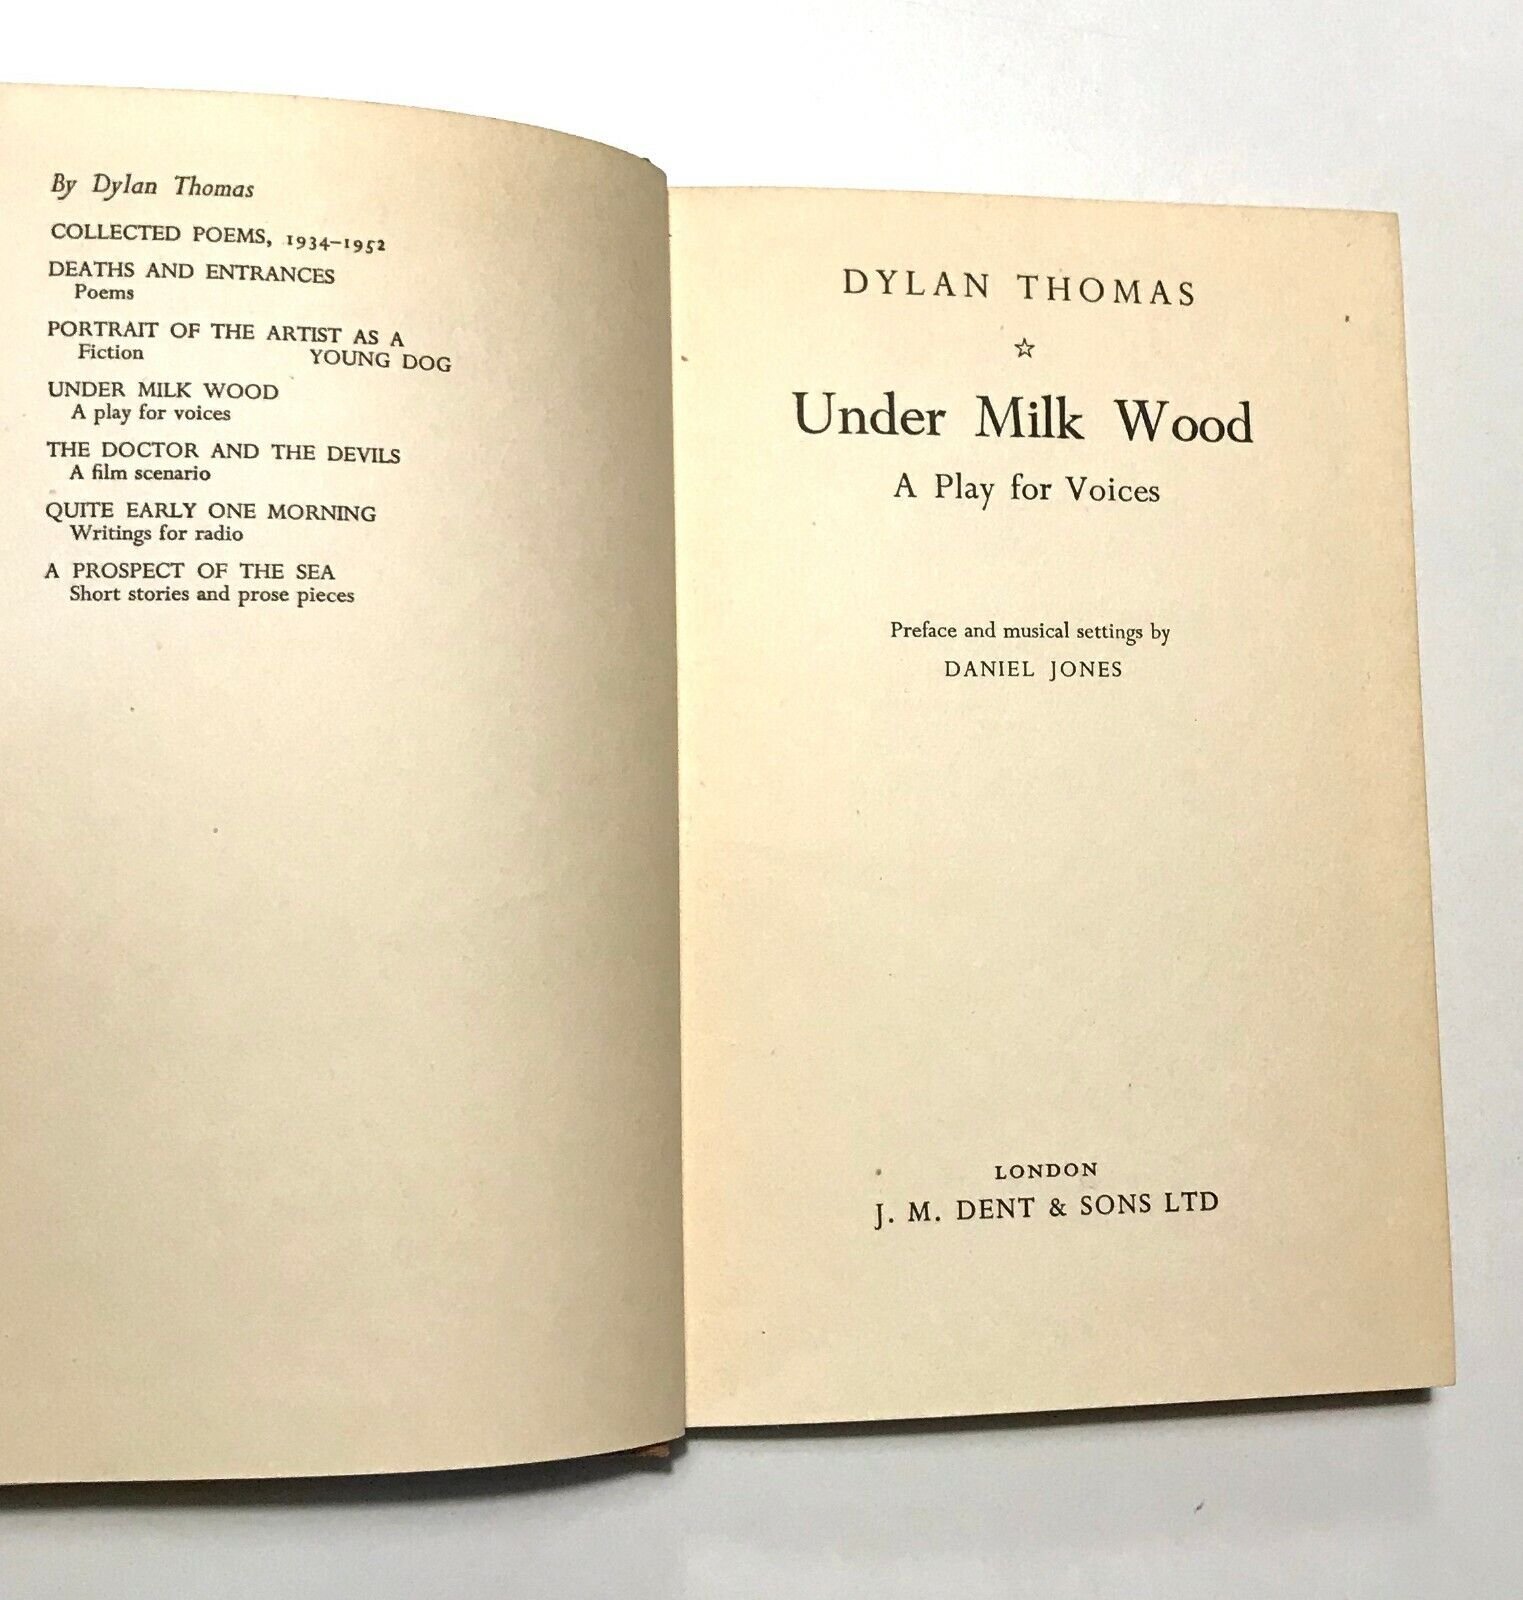 By Dylan Thomas
COLLECTED POEMS, 1934–1952
DEATHS AND ENTRANCES
Poems
PORTRAIT OF THE ARTIST AS A
Fiction YOUNG DOG
UNDER MILK WOOD
A play for voices
THE DOCTOR AND THE DEVILS
A film scenario
QUITE EARLY ONE MORNING
Writings for radio
A PROSPECT OF THE SEA
Short stories and prose pieces
DYLAN THOMAS
☆
Under Milk Wood
A Play for Voices
Preface and musical settings by
DANIEL JONES
LONDON
J. M. DENT & SONS LTD